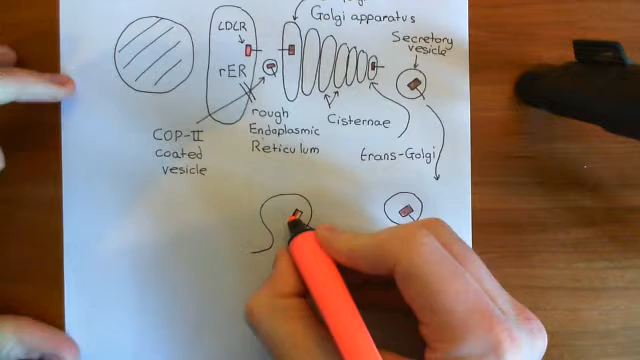 Golgi apparatus
LDLR
Secretory
vesicle
rER
rough
Endoplasmic
Reticulum
Cisternae
COP-II
coated
vesicle
trans-Golgi